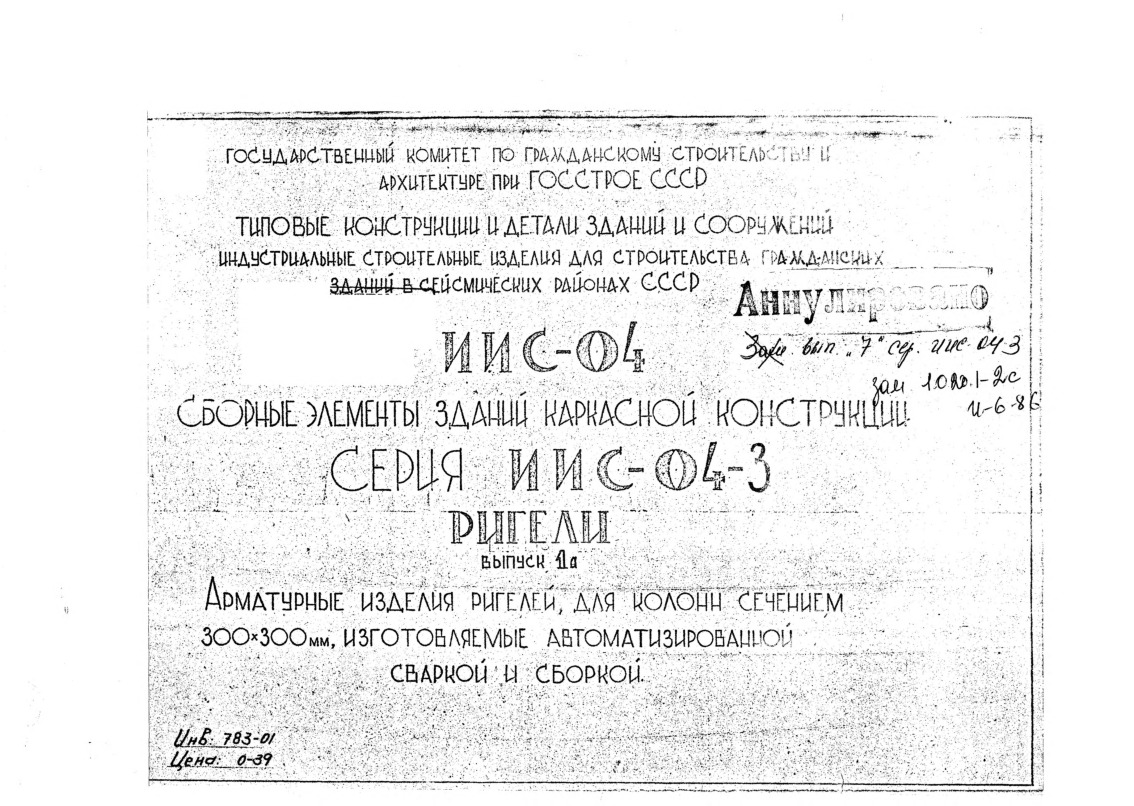 ГОСУДАРСТВЕННЫЙ КОМИТЕТ ПО ГРАЖДАНСКОМУ СТРОИТЕЛЬСТВУ И
АРХИТЕКТУРЕ ПРИ ГОССТРОЕ СССР
ТИПОВЫЕ КОНСТРУКЦИИ И ДЕТАЛИ ЗДАНИЙ И СООРУЖЕНИЙ
ИНДУСТРИАЛЬНЫЕ СТРОИТЕЛЬНЫЕ ИЗДЕЛИЯ ДЛЯ СТРОИТЕЛЬСТВА ГРАЖДАНСКИХ
ЗДАНИЙ В СЕЙСМИЧЕСКИХ РАЙОНАХ СССР
Аннулировано
Зам. вып. „7" сер. ИИС-04-3
зам 1.020.1-2с
и-6-86
ИИС-04
СБОРНЫЕ ЭЛЕМЕНТЫ ЗДАНИЙ КАРКАСНОЙ КОНСТРУКЦИИ
СЕРИЯ ИИС-04-3
РИГЕЛИ
ВЫПУСК 1а
АРМАТУРНЫЕ ИЗДЕЛИЯ РИГЕЛЕЙ, ДЛЯ КОЛОНН СЕЧЕНИЕМ
300×300 мм, ИЗГОТОВЛЯЕМЫЕ АВТОМАТИЗИРОВАННОЙ
СВАРКОЙ И СБОРКОЙ.
Инв: 783-01
Цена: 0-39